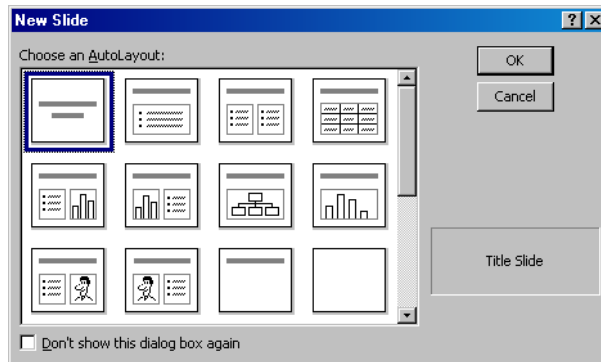 New Slide
Choose an AutoLayout:
OK
Cancel
Title Slide
Don't show this dialog box again